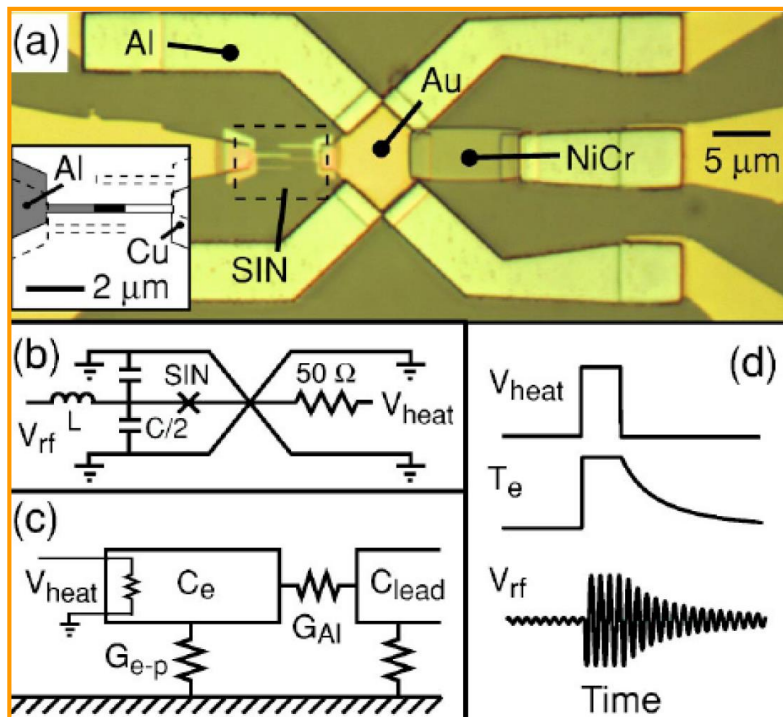 (a)
Al
Au
NiCr
5 μm
SIN
Al
Cu
2 μm
(b)
SIN
50 Ω
V_heat
V_rf
L
C/2
(c)
V_heat
C_e
C_lead
G_Al
G_e-p
(d)
V_heat
T_e
V_rf
Time